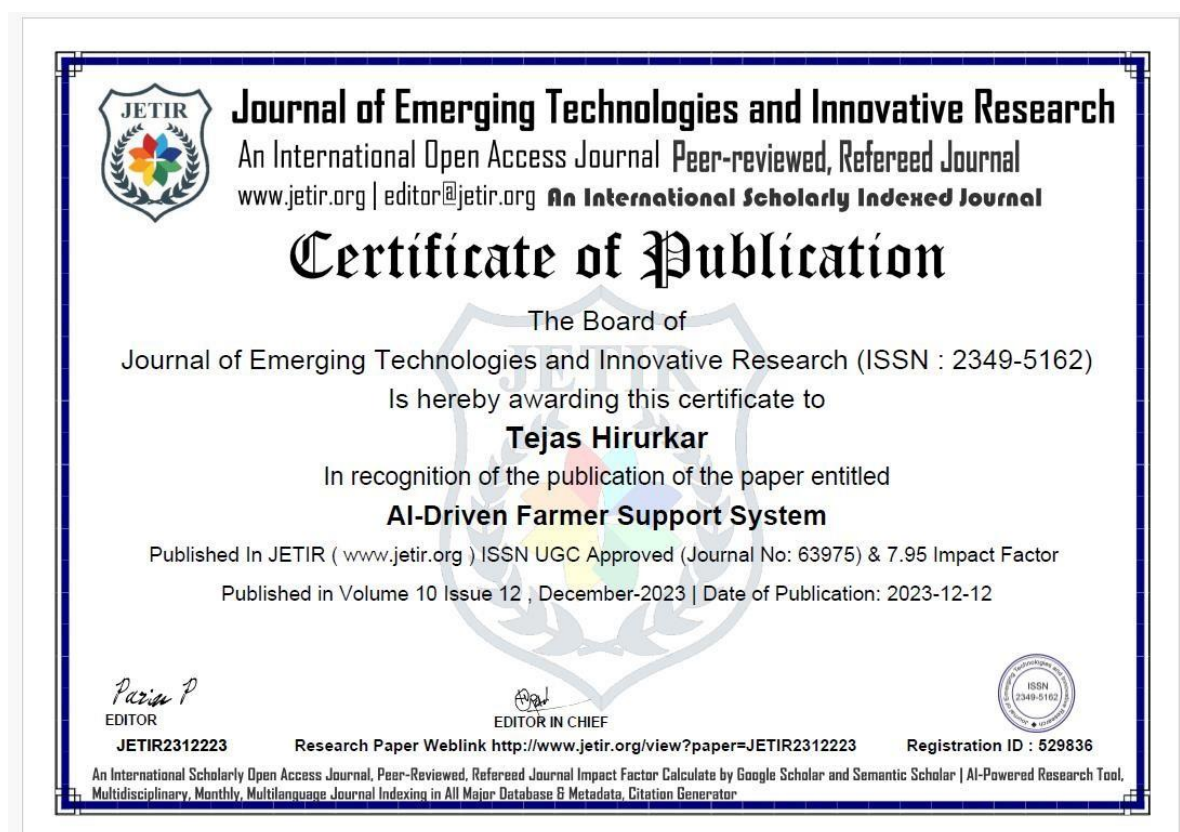 JETIR
Journal of Emerging Technologies and Innovative Research
An International Open Access Journal Peer-reviewed, Refereed Journal
www.jetir.org | editor@jetir.org An International Scholarly Indexed Journal
Certificate of Publication
The Board of
Journal of Emerging Technologies and Innovative Research (ISSN : 2349-5162)
Is hereby awarding this certificate to
Tejas Hirurkar
In recognition of the publication of the paper entitled
AI-Driven Farmer Support System
Published In JETIR ( www.jetir.org ) ISSN UGC Approved (Journal No: 63975) & 7.95 Impact Factor
Published in Volume 10 Issue 12 , December-2023 | Date of Publication: 2023-12-12
JETIR
EDITOR
EDITOR IN CHIEF
ISSN
2349-5162
Journal of Emerging Technologies and Innovative Research
JETIR2312223 Research Paper Weblink http://www.jetir.org/view?paper=JETIR2312223 Registration ID : 529836
An International Scholarly Open Access Journal, Peer-Reviewed, Refereed Journal Impact Factor Calculate by Google Scholar and Semantic Scholar | AI-Powered Research Tool,
Multidisciplinary, Monthly, Multilanguage Journal Indexing in All Major Database & Metadata, Citation Generator